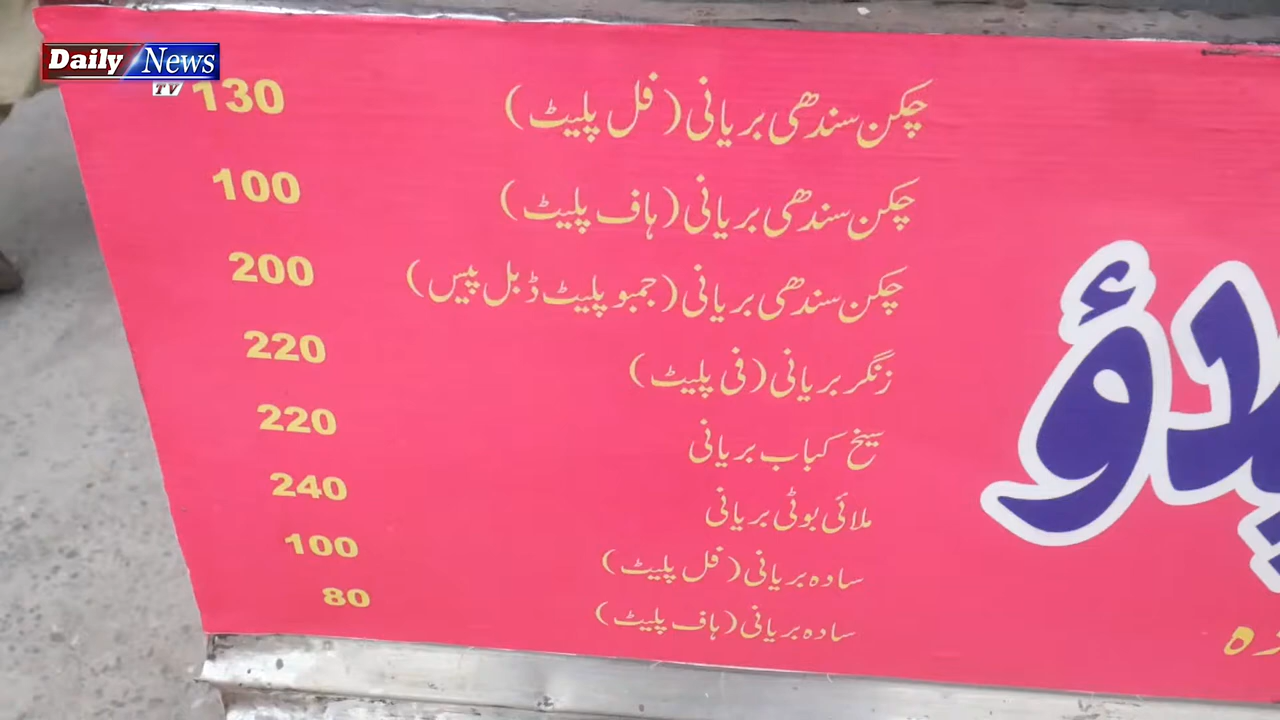 Daily News
TV
چکن سندھی بریانی (فل پلیٹ) 130
چکن سندھی بریانی (ہاف پلیٹ) 100
چکن سندھی بریانی (جمبو پلیٹ ڈبل پیس) 200
زنگر بریانی (فی پلیٹ) 220
سیخ کباب بریانی 220
ملائی بوٹی بریانی 240
سادہ بریانی (فل پلیٹ) 100
سادہ بریانی (ہاف پلیٹ) 80